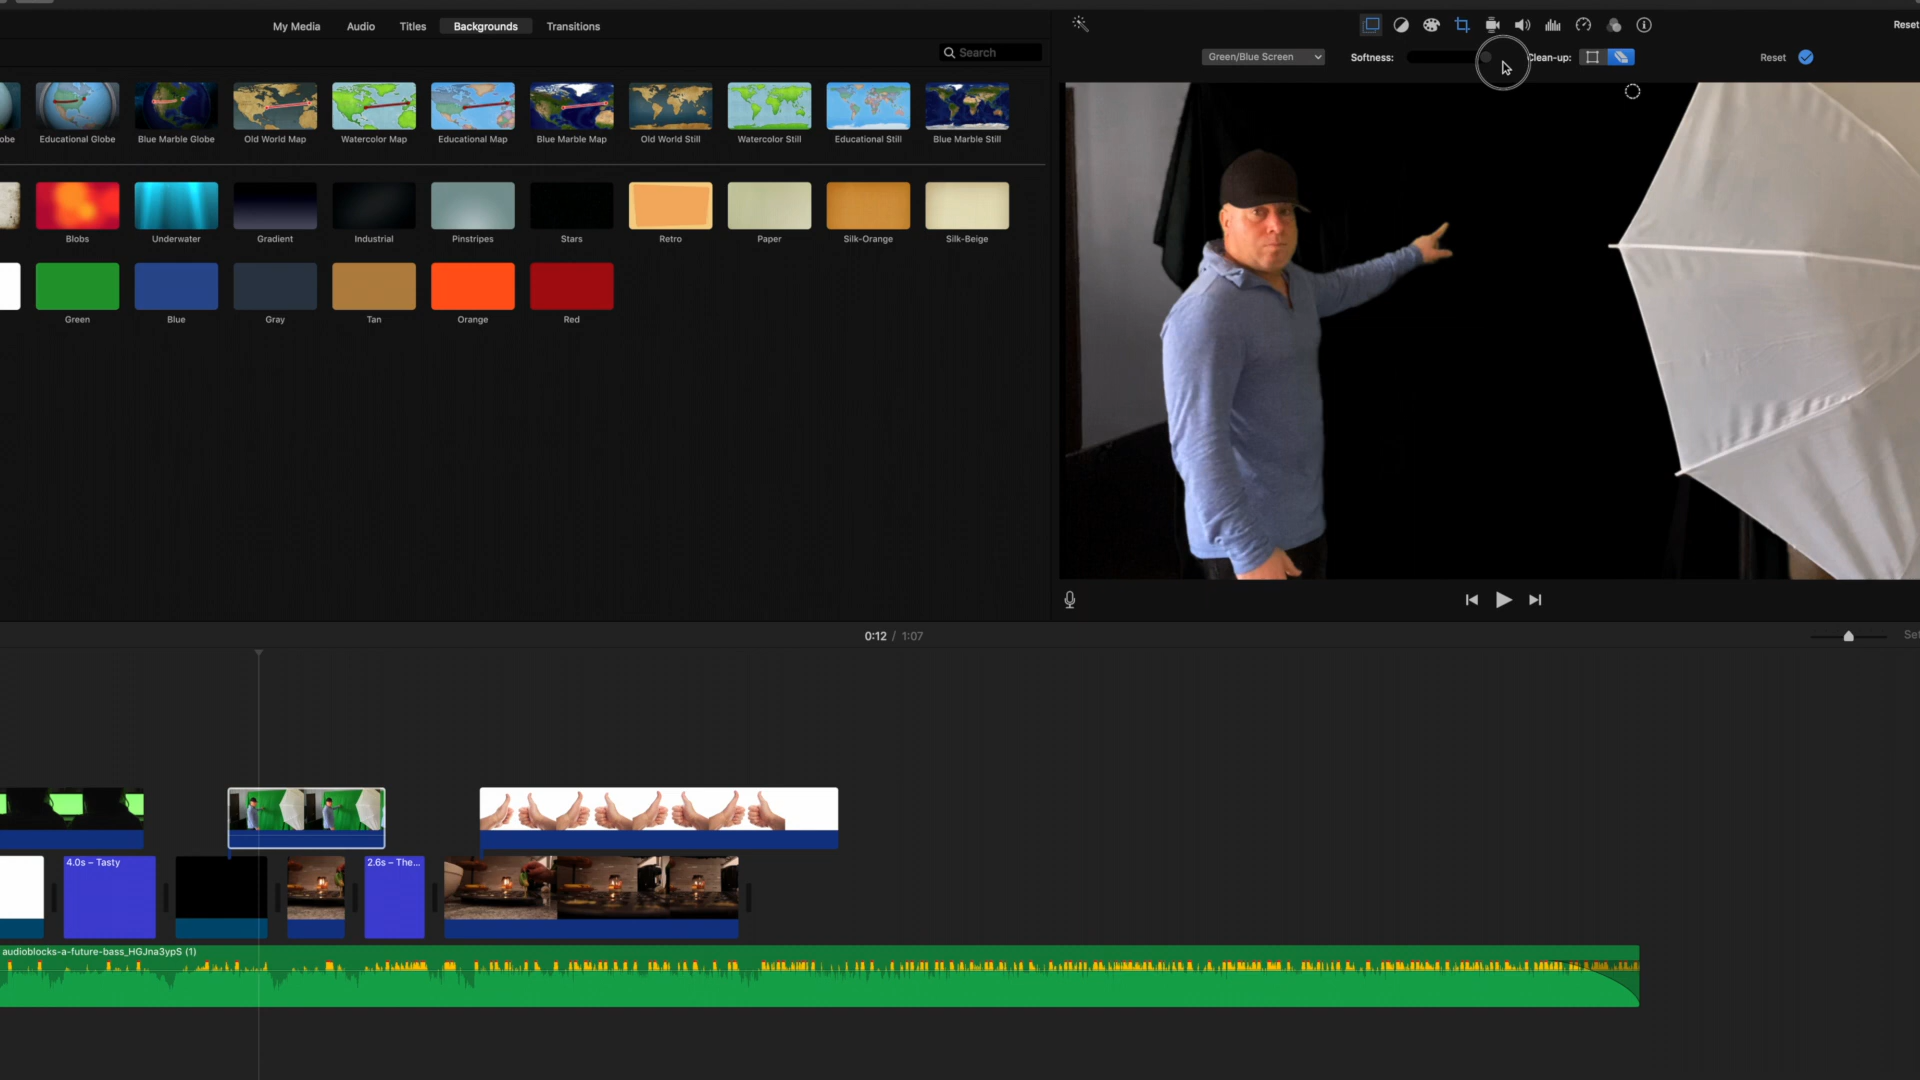 My Media Audio Titles Backgrounds Transitions
Reset
Search
Green/Blue Screen Softness: Clean-up: Reset
obe Educational Globe Blue Marble Globe Old World Map Watercolor Map Educational Map Blue Marble Map Old World Still Watercolor Still Educational Still Blue Marble Still
Blobs Underwater Gradient Industrial Pinstripes Stars Retro Paper Silk-Orange Silk-Beige
Green Blue Gray Tan Orange Red
0:12 / 1:07
Set
4.0s – Tasty
2.6s – The...
audioblocks-a-future-bass_HGJna3ypS (1)